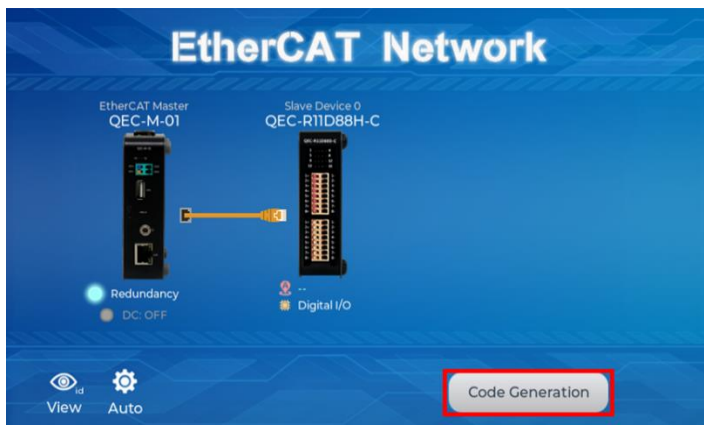 EtherCAT Network
EtherCAT Master
QEC-M-01
Slave Device 0
QEC-R11D88H-C
Redundancy
DC: OFF
--
Digital I/O
id
View
Auto
Code Generation